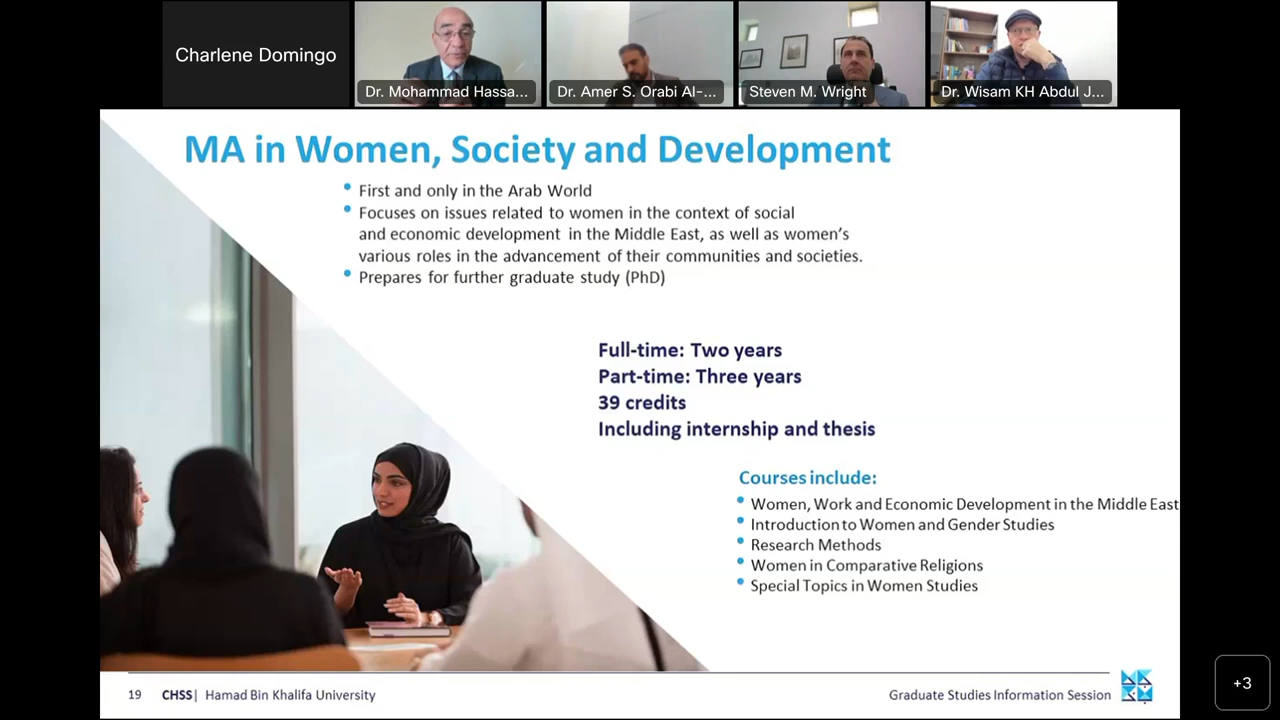 Charlene Domingo
Dr. Mohammad Hassa...
Dr. Amer S. Orabi Al-...
Steven M. Wright
Dr. Wisam KH Abdul J...
MA in Women, Society and Development
First and only in the Arab World
Focuses on issues related to women in the context of social
and economic development in the Middle East, as well as women's
various roles in the advancement of their communities and societies.
Prepares for further graduate study (PhD)
Full-time: Two years
Part-time: Three years
39 credits
Including internship and thesis
Courses include:
Women, Work and Economic Development in the Middle East
Introduction to Women and Gender Studies
Research Methods
Women in Comparative Religions
Special Topics in Women Studies
19 CHSS| Hamad Bin Khalifa University
Graduate Studies Information Session
+3